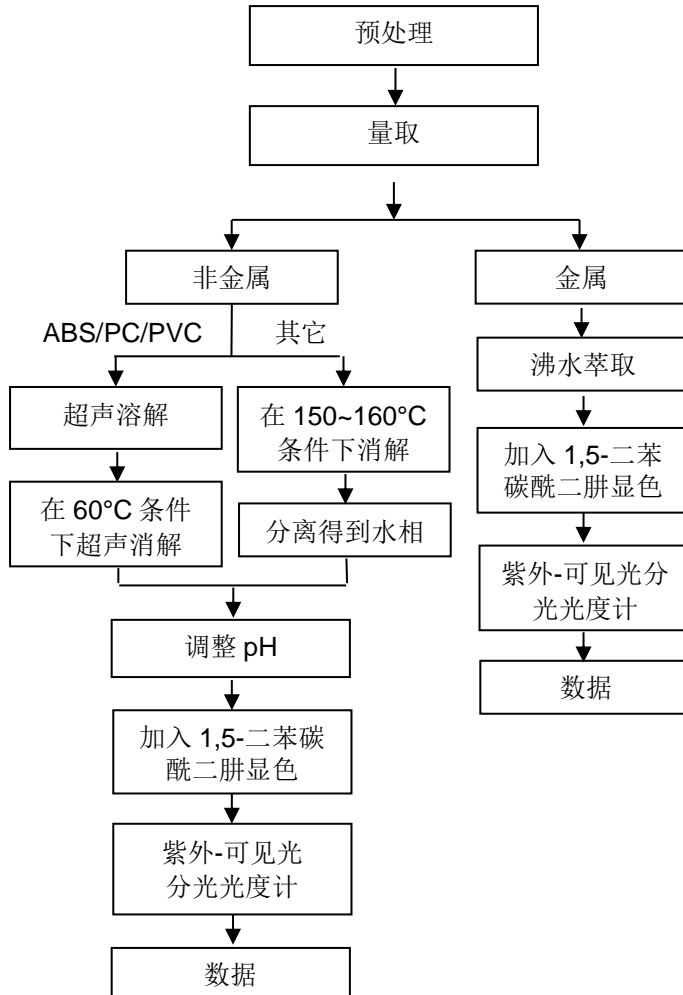 预处理
量取
非金属
金属
ABS/PC/PVC
其它
沸水萃取
超声溶解
在 150~160°C
条件下消解
加入 1,5-二苯
碳酰二肼显色
在 60°C 条件
下超声消解
分离得到水相
紫外-可见光分
光光度计
调整 pH
数据
加入 1,5-二苯碳
酰二肼显色
紫外-可见光
分光光度计
数据